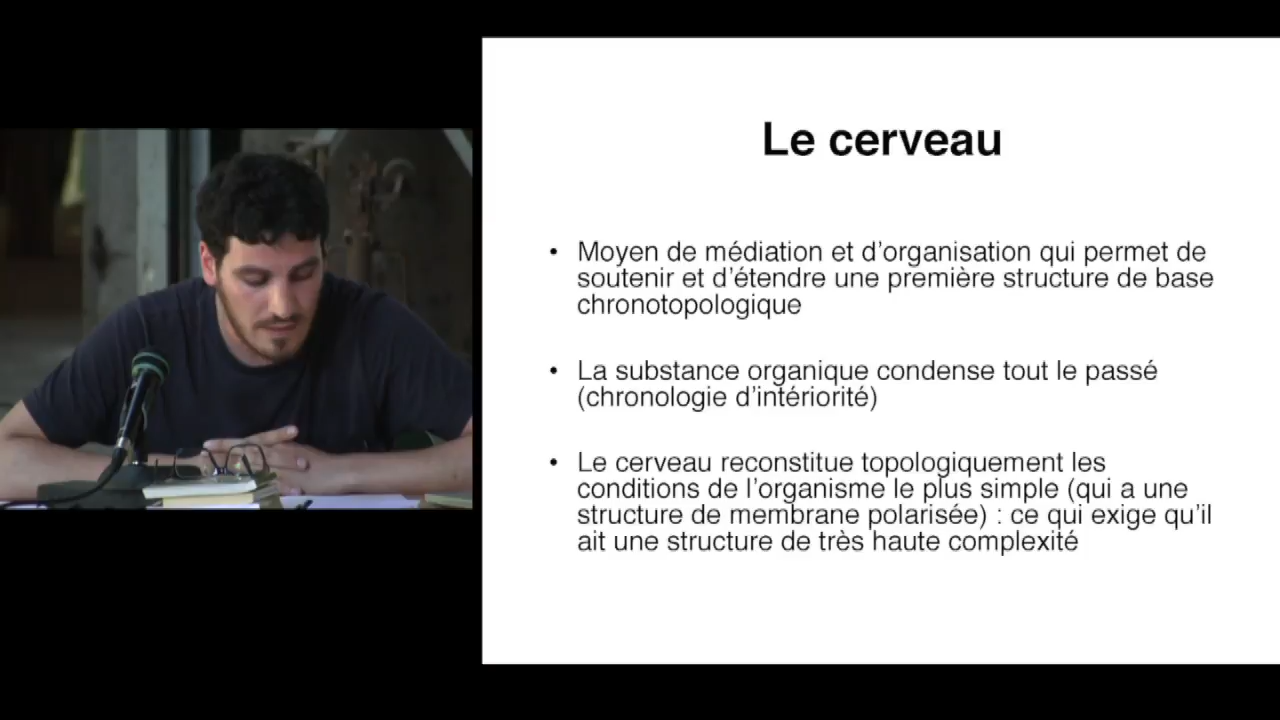 Le cerveau
• Moyen de médiation et d'organisation qui permet de
soutenir et d'étendre une première structure de base
chronotopologique
• La substance organique condense tout le passé
(chronologie d'intériorité)
• Le cerveau reconstitue topologiquement les
conditions de l'organisme le plus simple (qui a une
structure de membrane polarisée) : ce qui exige qu'il
ait une structure de très haute complexité